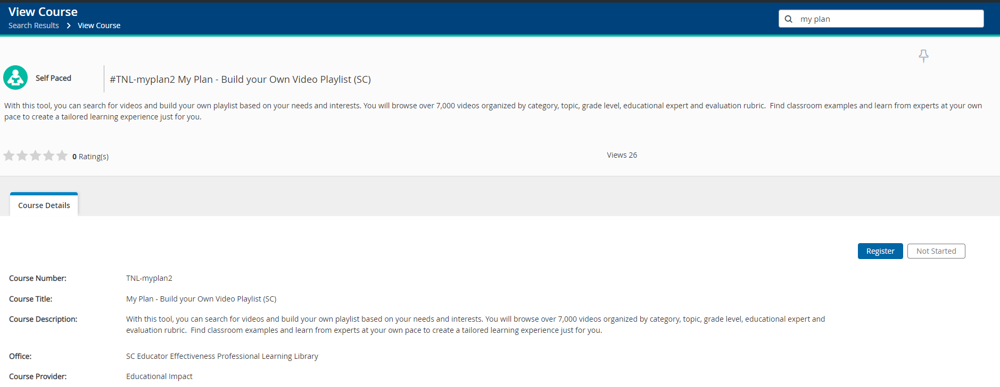 View Course
Search Results > View Course
my plan
Self Paced
#TNL-myplan2 My Plan - Build your Own Video Playlist (SC)
With this tool, you can search for videos and build your own playlist based on your needs and interests. You will browse over 7,000 videos organized by category, topic, grade level, educational expert and evaluation rubric.  Find classroom examples and learn from experts at your own
pace to create a tailored learning experience just for you.
0 Rating(s)
Views 26
Course Details
Register
Not Started
Course Number: TNL-myplan2
Course Title: My Plan - Build your Own Video Playlist (SC)
Course Description: With this tool, you can search for videos and build your own playlist based on your needs and interests. You will browse over 7,000 videos organized by category, topic, grade level, educational expert and
evaluation rubric.  Find classroom examples and learn from experts at your own pace to create a tailored learning experience just for you.
Office: SC Educator Effectiveness Professional Learning Library
Course Provider: Educational Impact